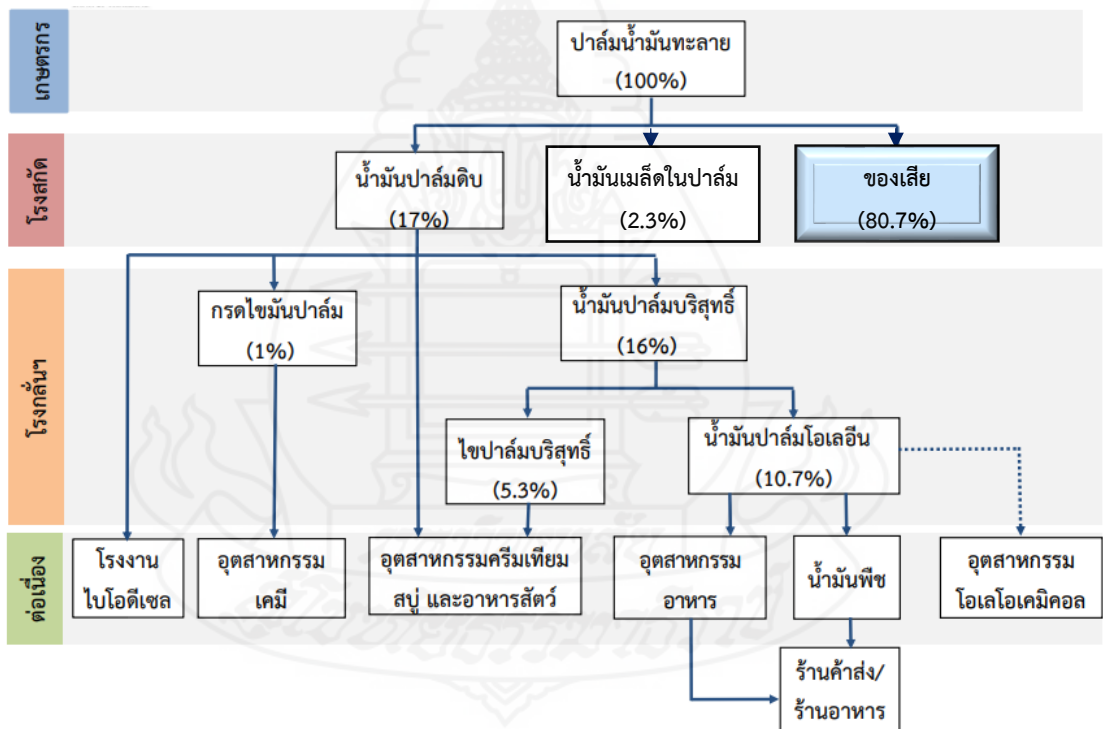 เกษตรกร
ปาล์มน้ำมันทะลาย
(100%)
โรงสกัด
น้ำมันปาล์มดิบ
(17%)
น้ำมันเมล็ดในปาล์ม
(2.3%)
ของเสีย
(80.7%)
โรงกลั่นฯ
กรดไขมันปาล์ม
(1%)
น้ำมันปาล์มบริสุทธิ์
(16%)
ไขปาล์มบริสุทธิ์
(5.3%)
น้ำมันปาล์มโอเลอีน
(10.7%)
ต่อเนื่อง
โรงงาน
ไบโอดีเซล
อุตสาหกรรม
เคมี
อุตสาหกรรมครีมเทียม
สบู่ และอาหารสัตว์
อุตสาหกรรม
อาหาร
น้ำมันพืช
อุตสาหกรรม
โอเลโอเคมิคอล
ร้านค้าส่ง/
ร้านอาหาร